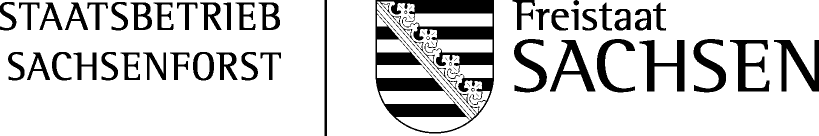 STAATSBETRIEB
SACHSENFORST
Freistaat
SACHSEN